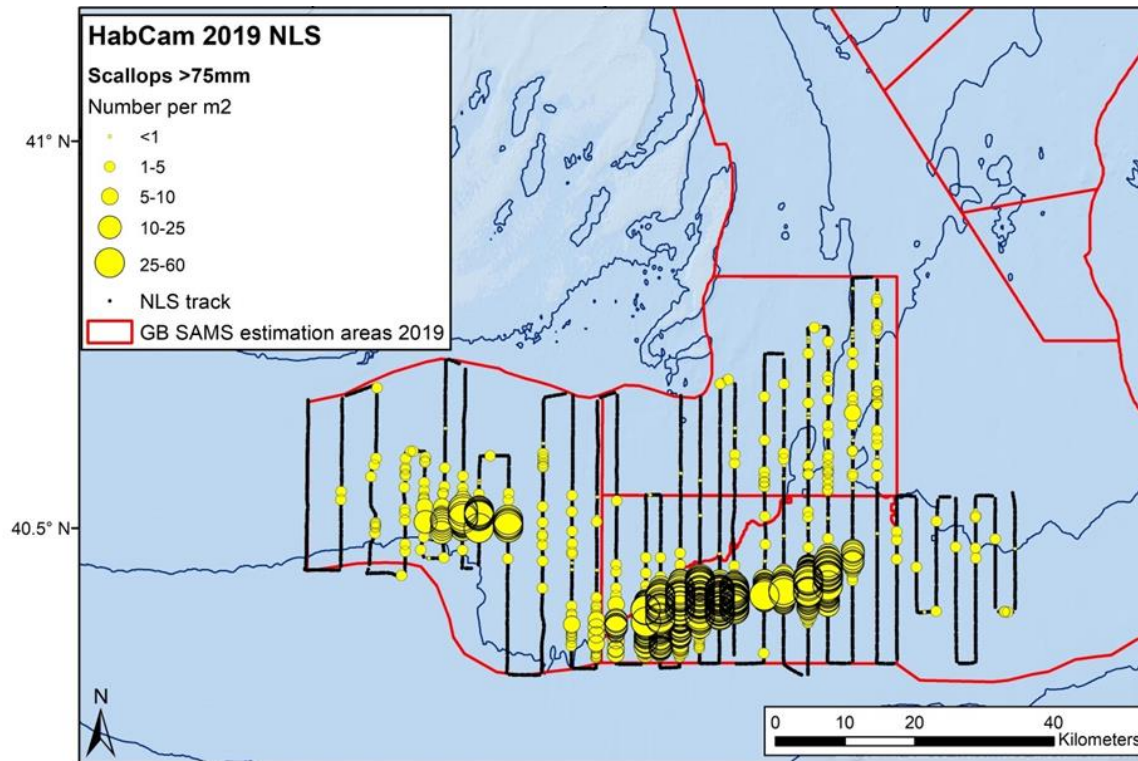 HabCam 2019 NLS
Scallops >75mm
Number per m2
<1
1-5
5-10
10-25
25-60
NLS track
GB SAMS estimation areas 2019
41° N
40.5° N
N
0 10 20 40
Kilometers